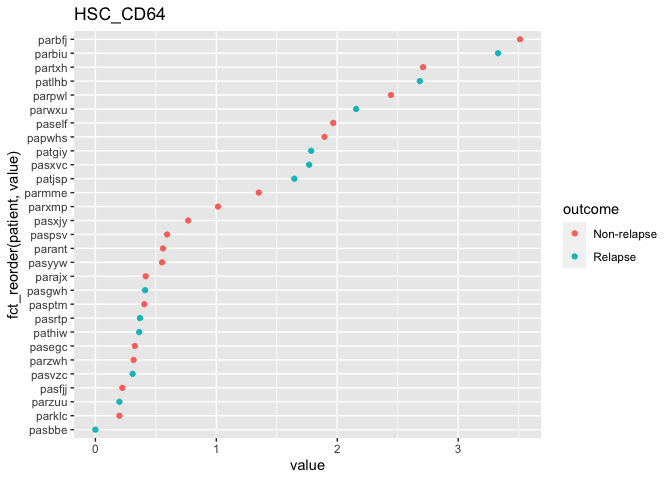 HSC_CD64
fct_reorder(patient, value)
parbfj
parbiu
partxh
patlhb
parpwl
parwxu
paself
papwhs
patgiy
pasxvc
patjsp
parmme
parxmp
pasxjy
paspsv
parant
pasyyw
parajx
pasgwh
pasptm
pasrtp
pathiw
pasegc
parzwh
pasvzc
pasfjj
parzuu
parklc
pasbbe
0 1 2 3
value
outcome
Non-relapse
Relapse